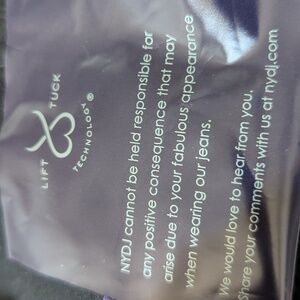 LIFT TUCK
TECHNOLOGY®
NYDJ cannot be held responsible for
any positive consequence that may
arise due to your fabulous appearance
when wearing our jeans.
We would love to hear from you.
Share your comments with us at nydj.com